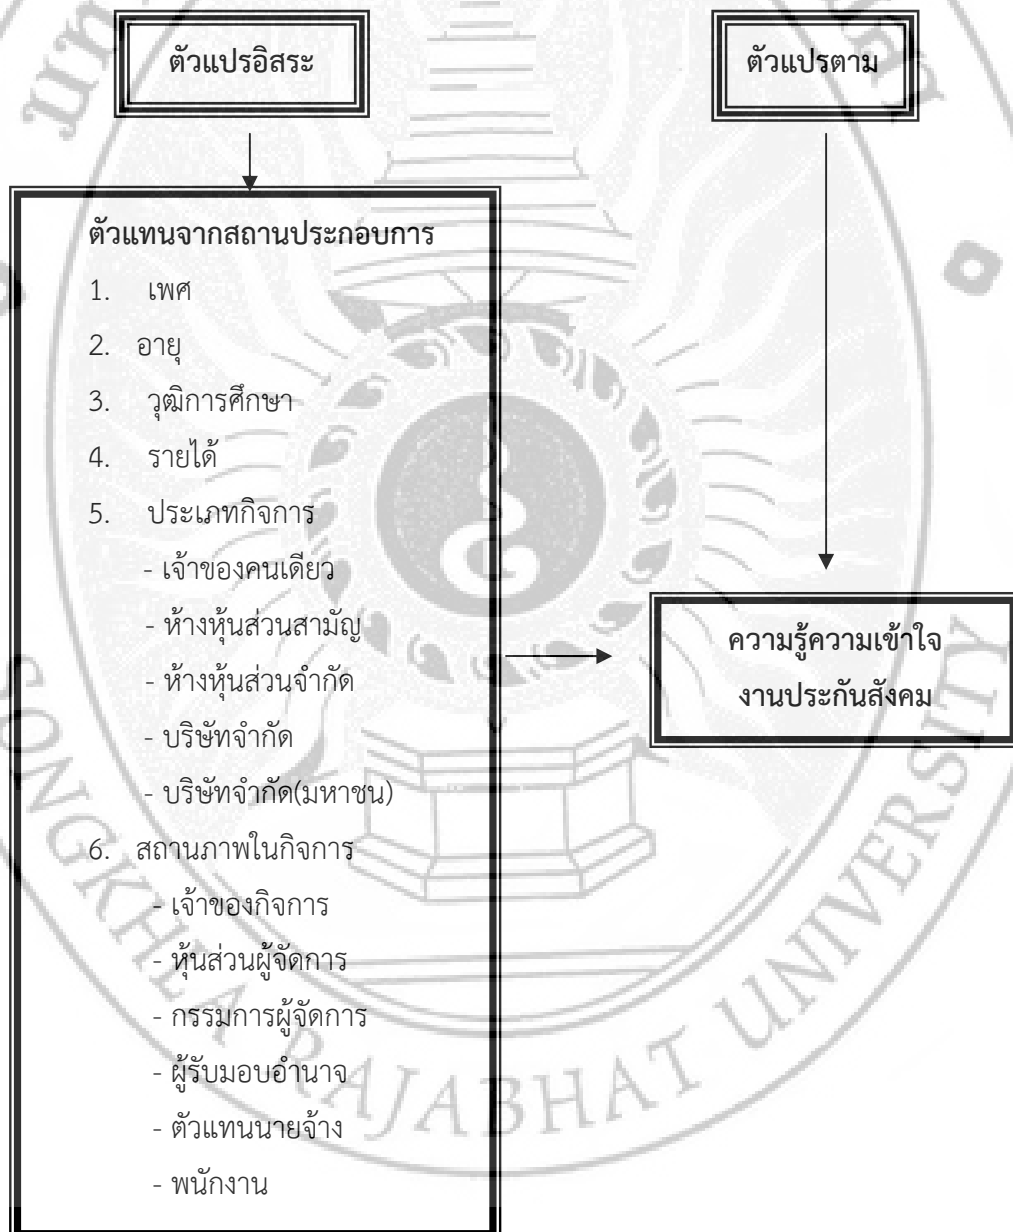 ตัวแปรอิสระ
ตัวแปรตาม
ตัวแทนจากสถานประกอบการ
1. เพศ
2. อายุ
3. วุฒิการศึกษา
4. รายได้
5. ประเภทกิจการ
- เจ้าของคนเดียว
- ห้างหุ้นส่วนสามัญ
- ห้างหุ้นส่วนจำกัด
- บริษัทจำกัด
- บริษัทจำกัด(มหาชน)
6. สถานภาพในกิจการ
- เจ้าของกิจการ
- หุ้นส่วนผู้จัดการ
- กรรมการผู้จัดการ
- ผู้รับมอบอำนาจ
- ตัวแทนนายจ้าง
- พนักงาน
ความรู้ความเข้าใจ
งานประกันสังคม
SONGKHLA RAJABHAT UNIVERSITY